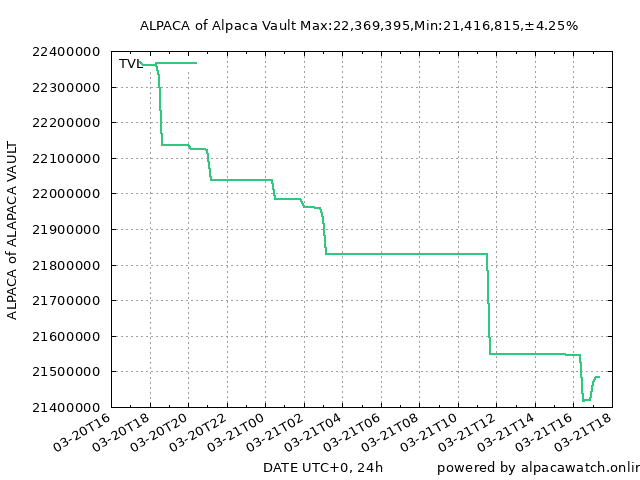 ALPACA of Alpaca Vault Max:22,369,395,Min:21,416,815,±4.25%
ALPACA of ALAPACA VAULT
22400000
22300000
22200000
22100000
22000000
21900000
21800000
21700000
21600000
21500000
21400000
TVL
03-20T16
03-20T18
03-20T20
03-20T22
03-21T00
03-21T02
03-21T04
03-21T06
03-21T08
03-21T10
03-21T12
03-21T14
03-21T16
03-21T18
DATE UTC+0, 24h
powered by alpacawatch.onlin